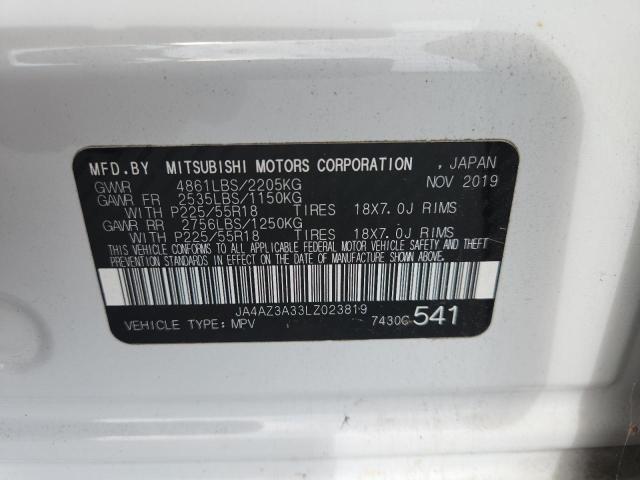 MFD.BY MITSUBISHI MOTORS CORPORATION , JAPAN
GVWR 4861LBS/2205KG NOV 2019
GAWR FR 2535LBS/1150KG
WITH P225/55R18 TIRES 18X7.0J RIMS
GAWR RR 2756LBS/1250KG
WITH P225/55R18 TIRES 18X7.0J RIMS
THIS VEHICLE CONFORMS TO ALL APPLICABLE FEDERAL MOTOR VEHICLE SAFETY AND THEFT
PREVENTION STANDARDS IN EFFECT ON THE DATE OF MANUFACTURE SHOWN ABOVE.
JA4AZ3A33LZ023819
VEHICLE TYPE: MPV 7430G 541